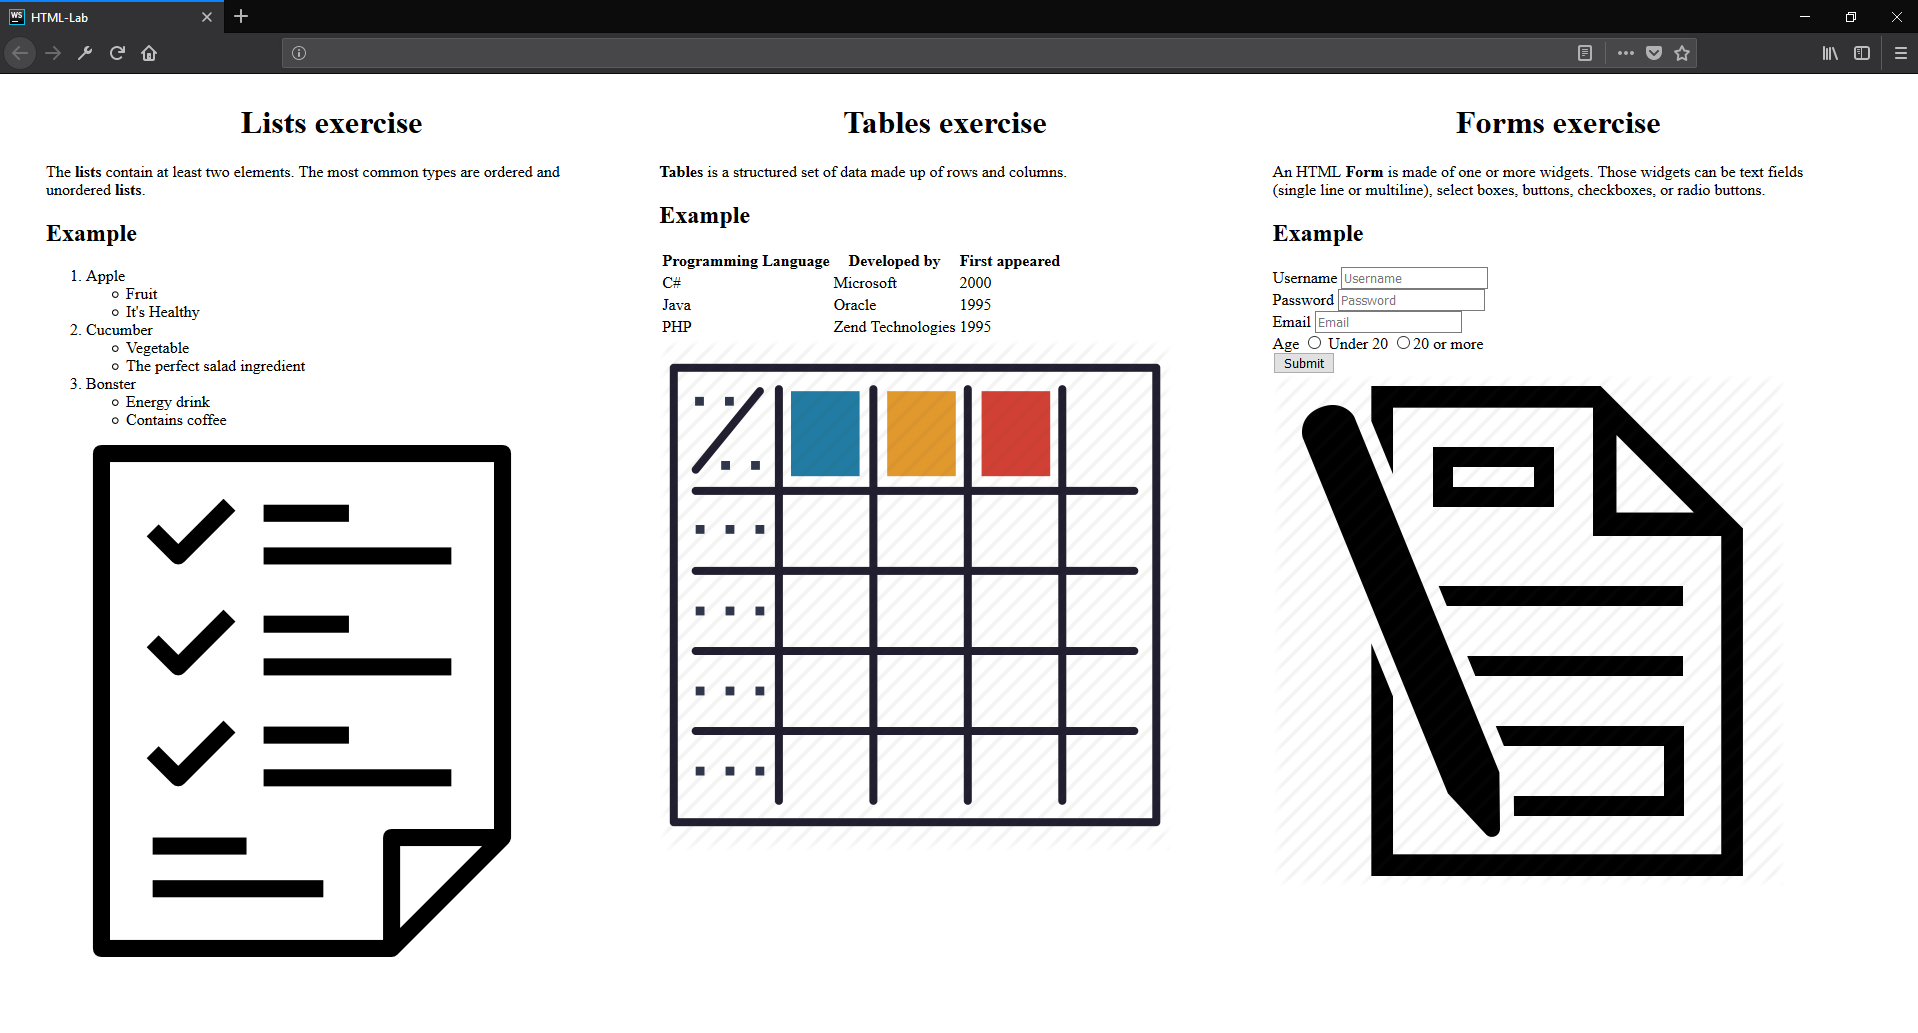 WS HTML-Lab
Lists exercise
The lists contain at least two elements. The most common types are ordered and
unordered lists.
Example
1. Apple
Fruit
It's Healthy
2. Cucumber
Vegetable
The perfect salad ingredient
3. Bonster
Energy drink
Contains coffee
Tables exercise
Tables is a structured set of data made up of rows and columns.
Example
Programming Language Developed by First appeared
C# Microsoft 2000
Java Oracle 1995
PHP Zend Technologies 1995
Forms exercise
An HTML Form is made of one or more widgets. Those widgets can be text fields
(single line or multiline), select boxes, buttons, checkboxes, or radio buttons.
Example
Username Username
Password Password
Email Email
Age Under 20 20 or more
Submit